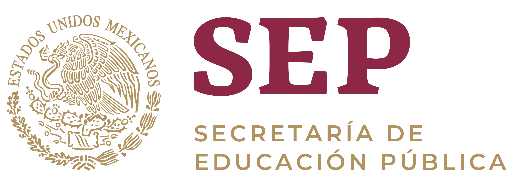 ESTADOS UNIDOS MEXICANOS
SEP
SECRETARÍA DE
EDUCACIÓN PÚBLICA